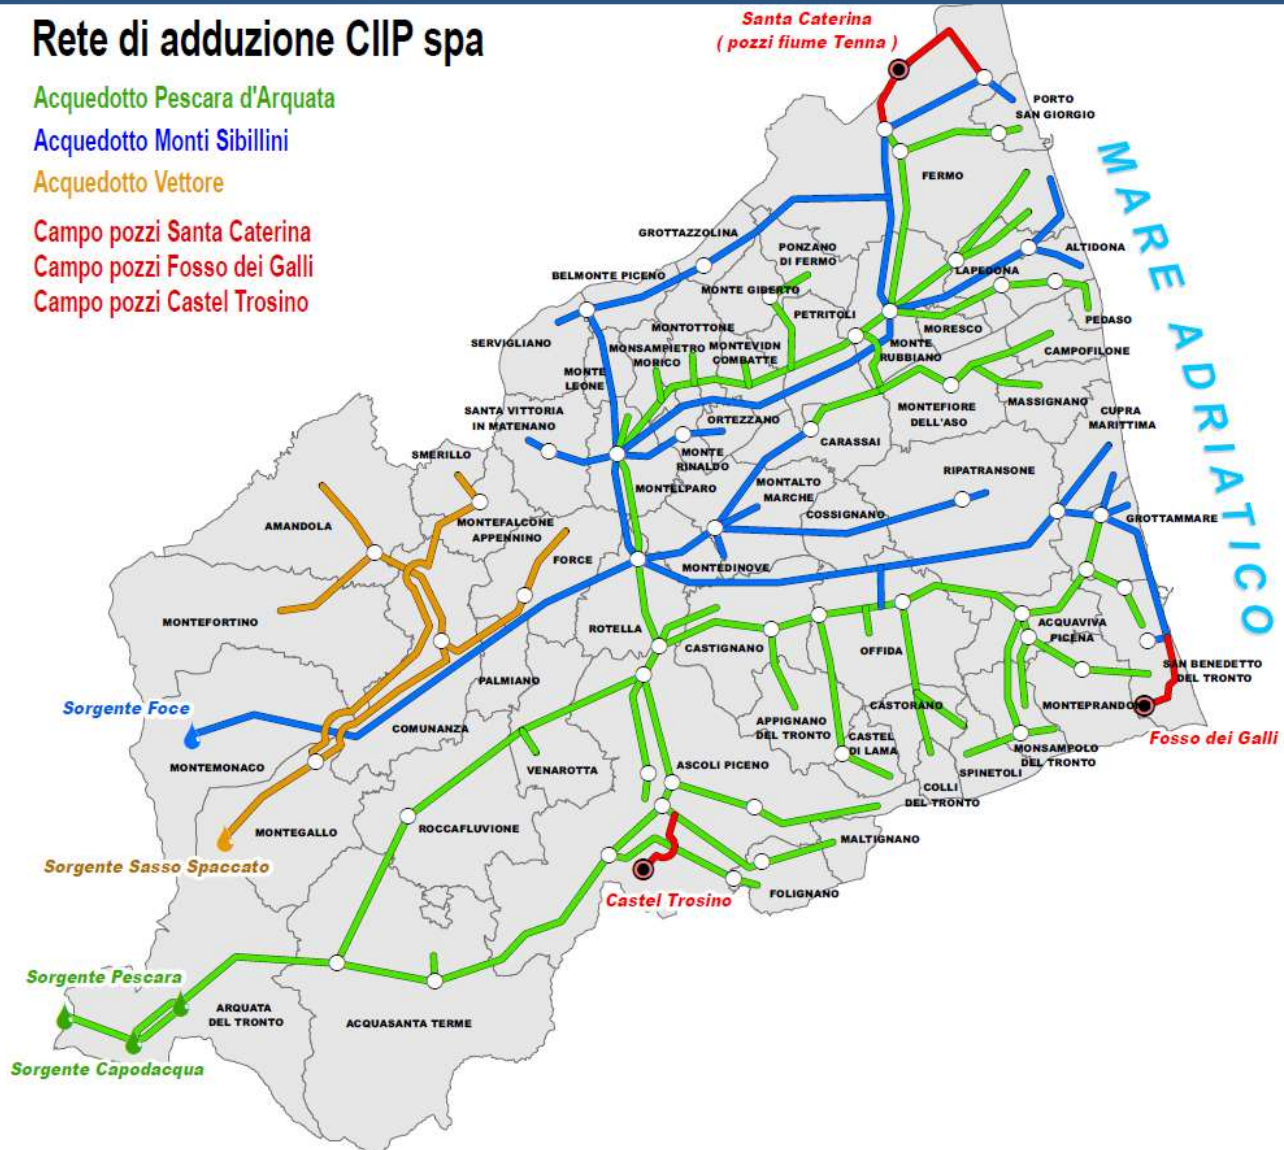 Rete di adduzione CIIP spa
Acquedotto Pescara d'Arquata
Acquedotto Monti Sibillini
Acquedotto Vettore
Campo pozzi Santa Caterina
Campo pozzi Fosso dei Galli
Campo pozzi Castel Trosino
Santa Caterina
( pozzi fiume Tenna )
PORTO
SAN GIORGIO
MARE ADRIATICO
FERMO
GROTTAZZOLINA
PONZANO
DI FERMO
ALTIDONA
BELMONTE PICENO
LAPEDONA
MONTE GIBERTO
PETRITOLI
PEDASO
MONTOTTONE
MORESCO
SERVIGLIANO
MONSAMPIETRO
MORICO
MONTEVIDN
COMBATTE
MONTE
RUBBIANO
CAMPOFILONE
MONTE
LEONE
MASSIGNANO
SANTA VITTORIA
IN MATENANO
ORTEZZANO
MONTEFIORE
DELL'ASO
CUPRA
MARITTIMA
CARASSAI
SMERILLO
MONTE
RINALDO
RIPATRANSONE
MONTELPARO
MONTALTO
MARCHE
AMANDOLA
MONTEFALCONE
APPENNINO
COSSIGNANO
GROTTAMMARE
FORCE
MONTEDINOVE
MONTEFORTINO
ROTELLA
CASTIGNANO
ACQUAVIVA
PICENA
OFFIDA
SAN BENEDETTO
DEL TRONTO
PALMIANO
Sorgente Foce
COMUNANZA
APPIGNANO
DEL TRONTO
CASTORANO
MONTEPRANDON
CASTEL
DI LAMA
Fosso dei Galli
MONTEMONACO
VENAROTTA
ASCOLI PICENO
MONSAMPOLO
DEL TRONTO
SPINETOLI
COLLI
DEL TRONTO
MONTEGALLO
ROCCAFLUVIONE
MALTIGNANO
Sorgente Sasso Spaccato
Castel Trosino
FOLIGNANO
Sorgente Pescara
ARQUATA
DEL TRONTO
ACQUASANTA TERME
Sorgente Capodacqua